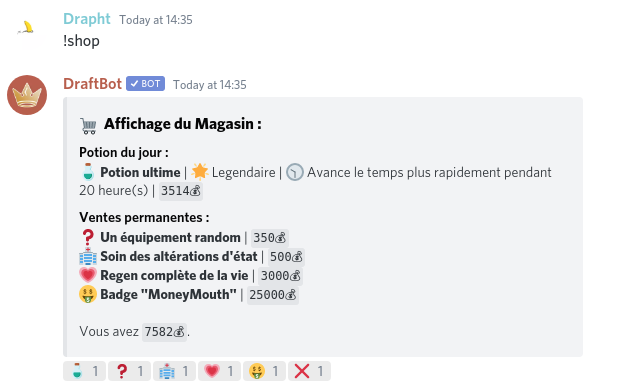 Drapht Today at 14:35
!shop
DraftBot ✓ BOT Today at 14:35
🛒 Affichage du Magasin :
Potion du jour :
Potion ultime | 🌟 Legendaire | 🕥 Avance le temps plus rapidement pendant
20 heure(s) | 3514💰
Ventes permanentes :
❓ Un équipement random | 350💰
🏥 Soin des altérations d'état | 500💰
💗 Regen complète de la vie | 3000💰
🤑 Badge "MoneyMouth" | 25000💰
Vous avez 7582💰.
1 ❓ 1 🏥 1 💗 1 🤑 1 ❌ 1